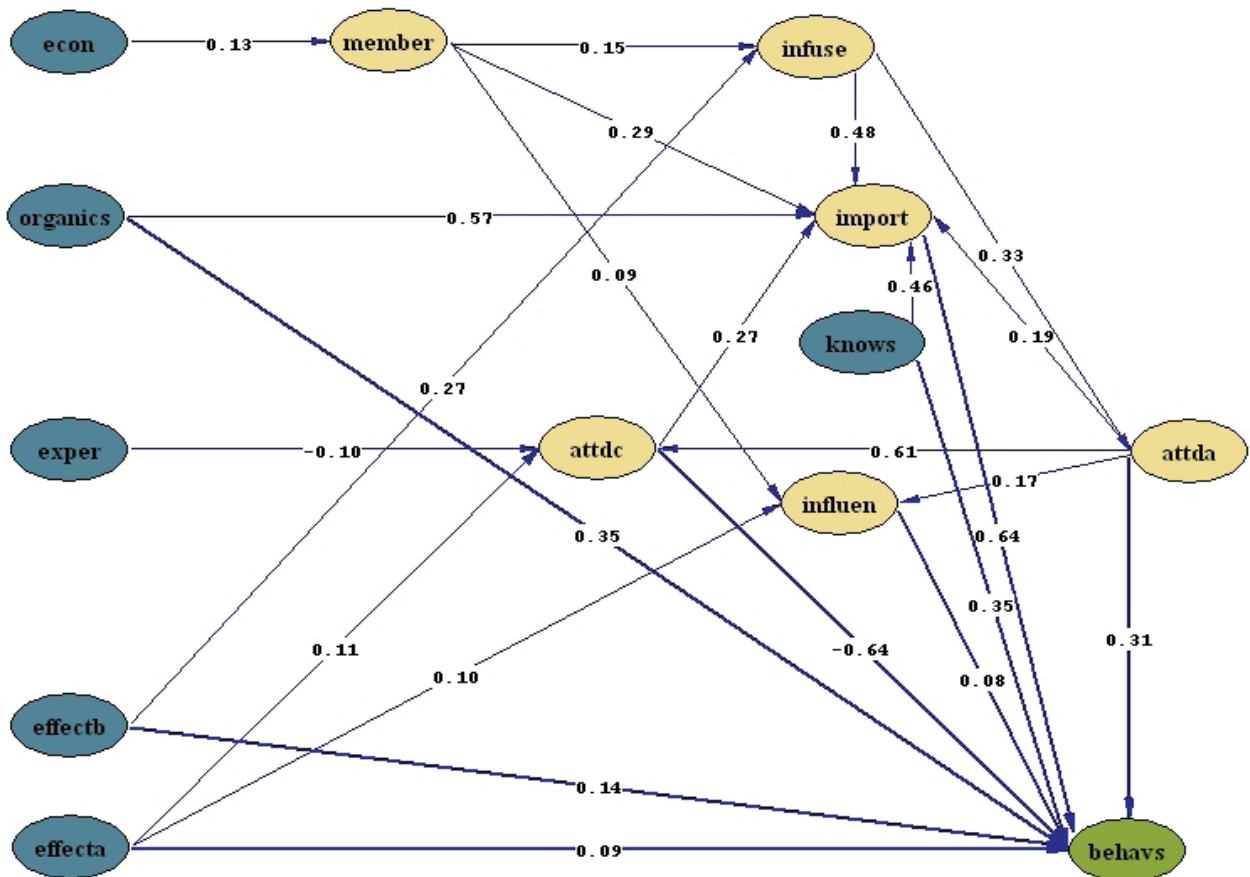 econ
0.13
member
0.15
infuse
0.29
0.48
organics
0.57
import
0.09
0.33
0.46
0.27
knows
0.19
0.27
exper
-0.10
attdc
0.61
attda
0.17
influen
0.35
0.64
0.35
0.11
-0.64
0.31
0.10
0.08
effectb
0.14
effecta
0.09
behavs